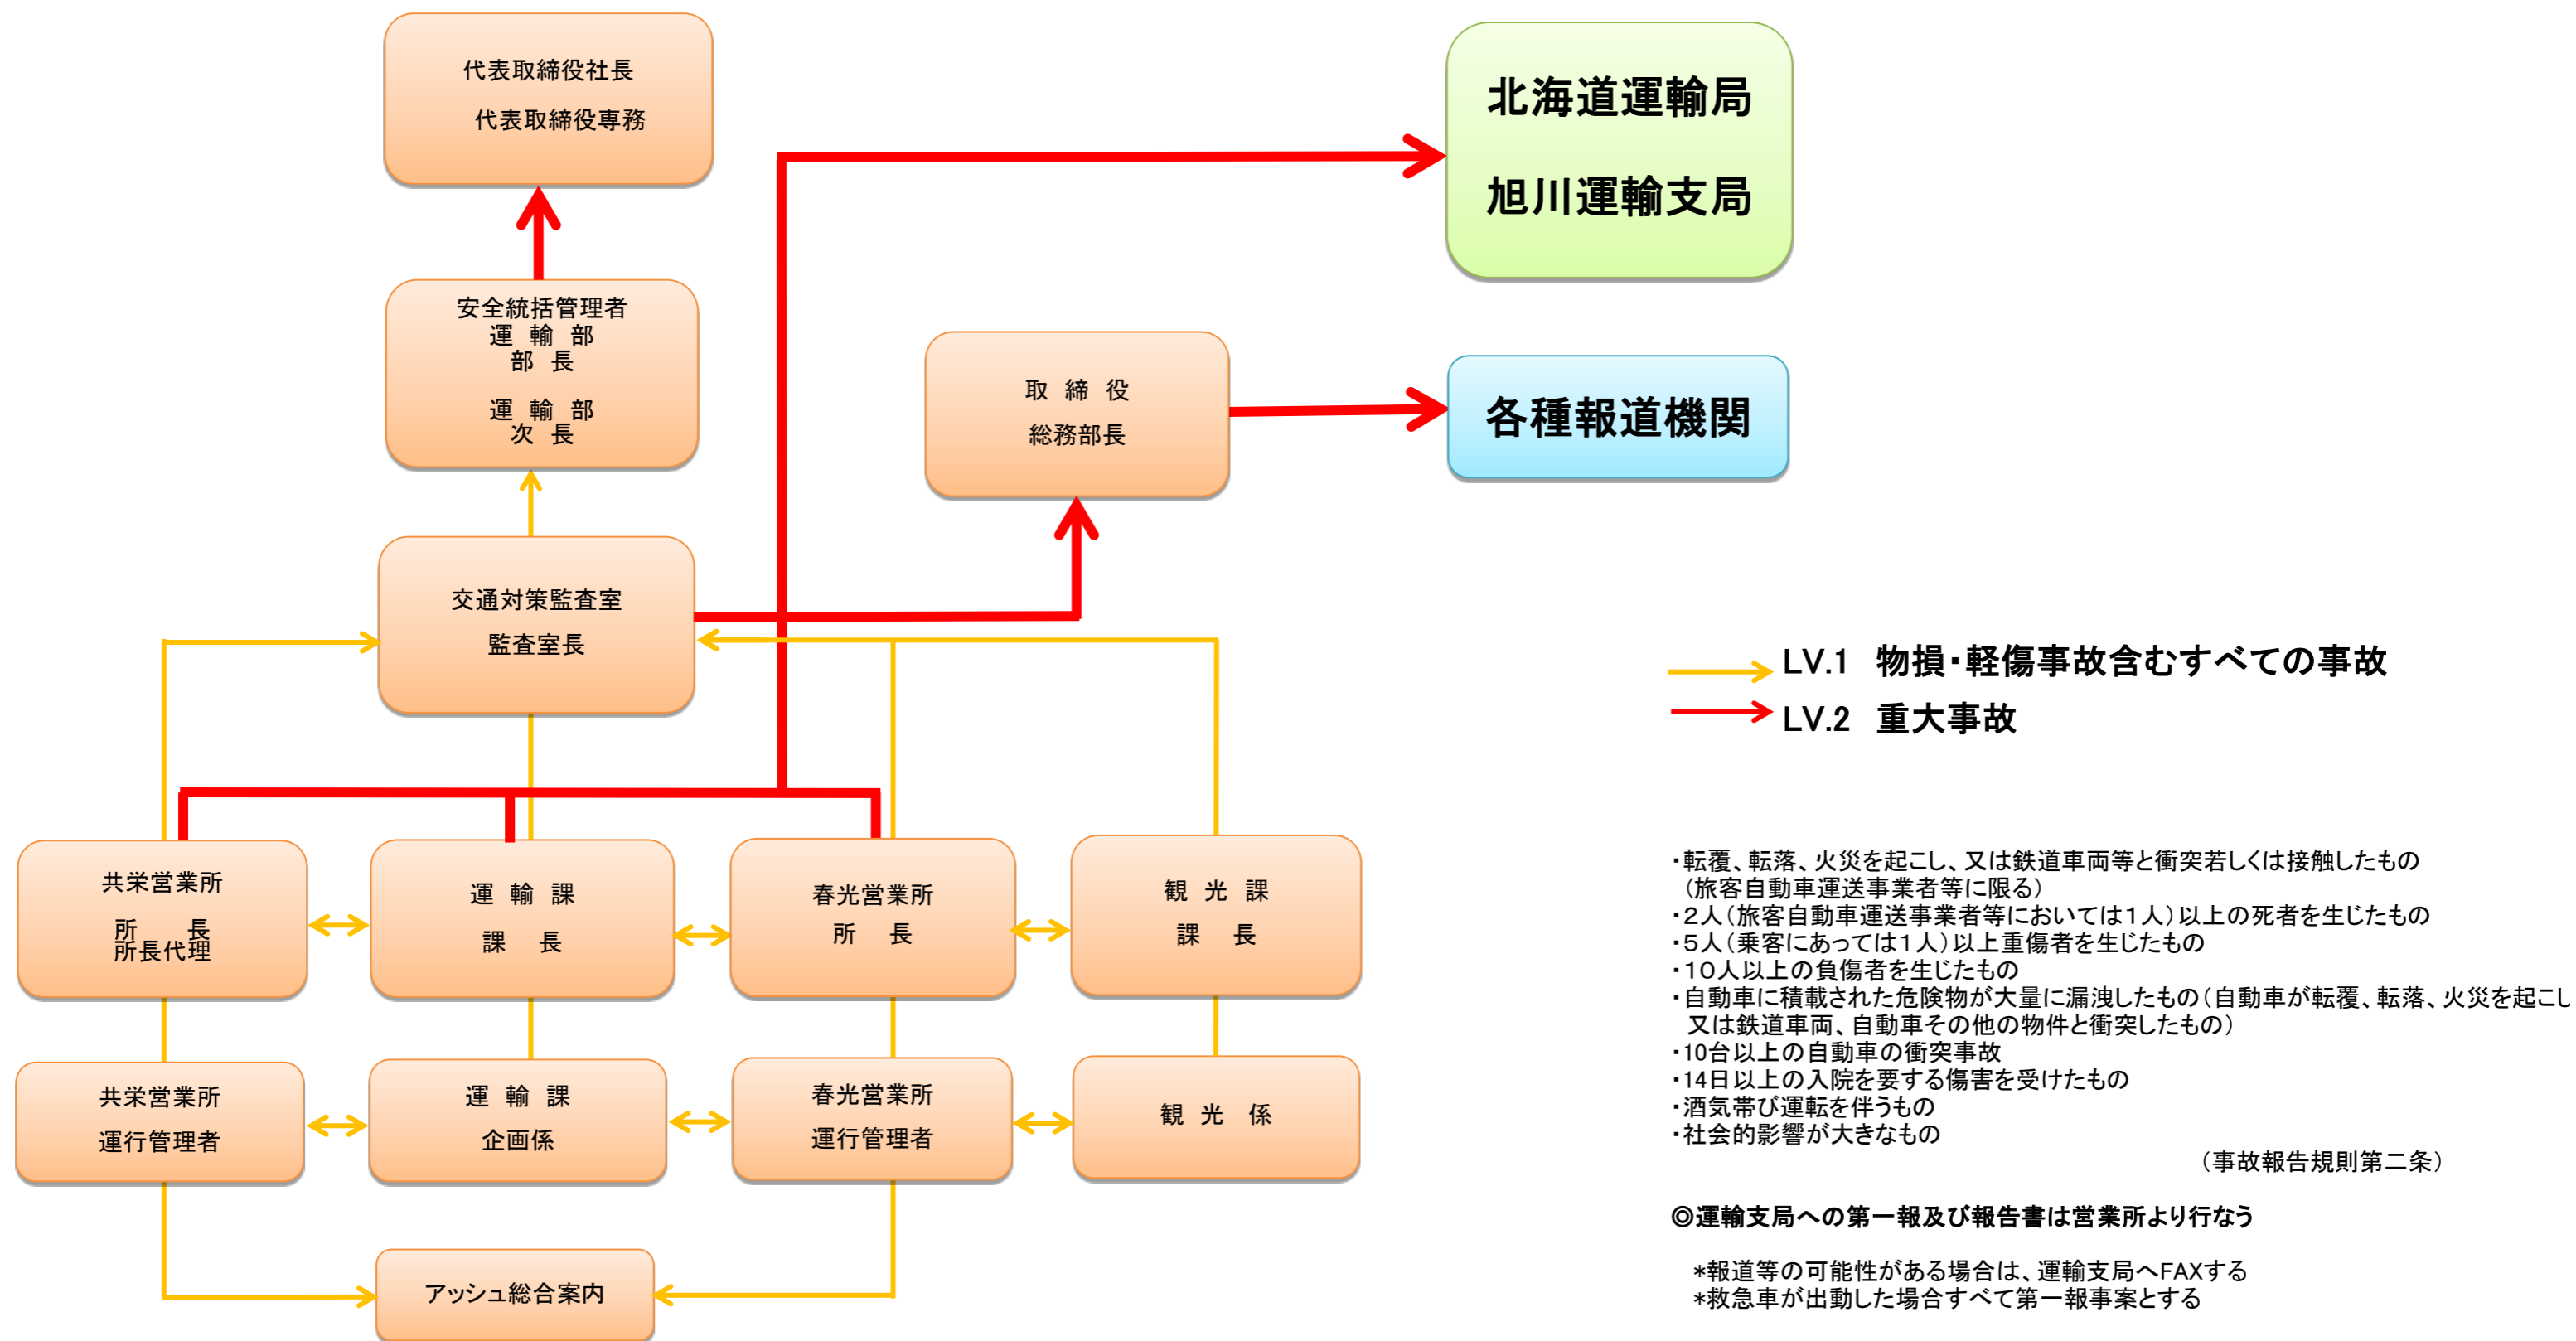 代表取締役社長
代表取締役専務
北海道運輸局
旭川運輸支局
安全統括管理者
運 輸 部
部 長
運 輸 部
次 長
取 締 役
総務部長
各種報道機関
交通対策監査室
監査室長
LV.1 物損・軽傷事故含むすべての事故
LV.2 重大事故
共栄営業所
所 長
所長代理
運 輸 課
課 長
春光営業所
所 長
観 光 課
課 長
共栄営業所
運行管理者
運 輸 課
企画係
春光営業所
運行管理者
観 光 係
アッシュ総合案内
・転覆、転落、火災を起こし、又は鉄道車両等と衝突若しくは接触したもの
（旅客自動車運送事業者等に限る）
・２人（旅客自動車運送事業者等においては１人）以上の死者を生じたもの
・５人（乗客にあっては１人）以上重傷者を生じたもの
・１０人以上の負傷者を生じたもの
・自動車に積載された危険物が大量に漏洩したもの（自動車が転覆、転落、火災を起こし
又は鉄道車両、自動車その他の物件と衝突したもの）
・10台以上の自動車の衝突事故
・14日以上の入院を要する傷害を受けたもの
・酒気帯び運転を伴うもの
・社会的影響が大きなもの
（事故報告規則第二条）
◎運輸支局への第一報及び報告書は営業所より行なう
*報道等の可能性がある場合は、運輸支局へFAXする
*救急車が出動した場合すべて第一報事案とする